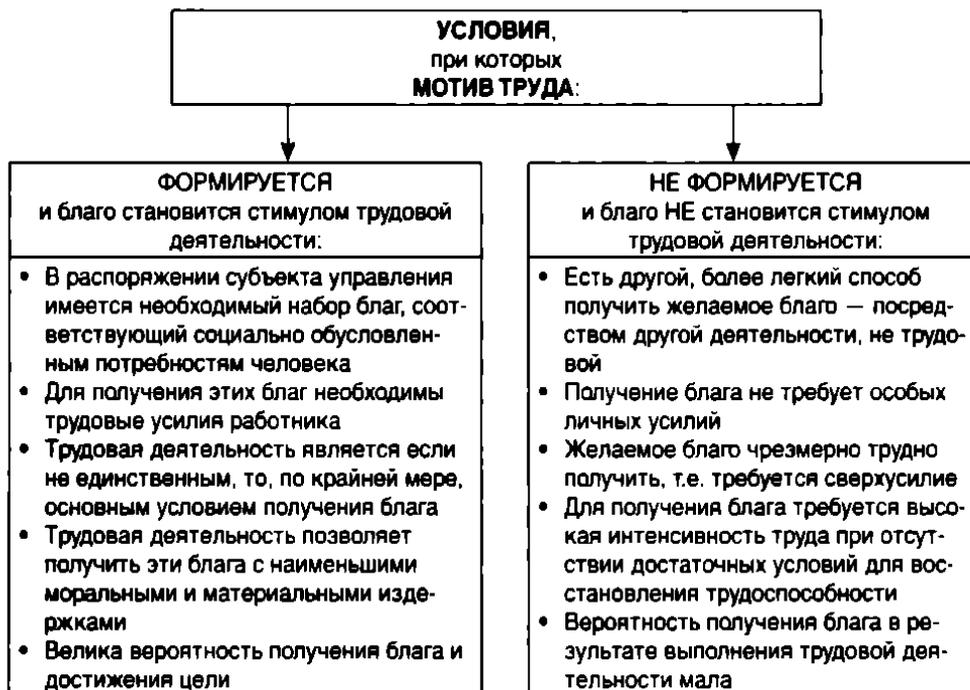 УСЛОВИЯ,
при которых
МОТИВ ТРУДА:
ФОРМИРУЕТСЯ
и благо становится стимулом трудовой
деятельности:
• В распоряжении субъекта управления
имеется необходимый набор благ, соот-
ветствующий социально обусловлен-
ным потребностям человека
• Для получения этих благ необходимы
трудовые усилия работника
• Трудовая деятельность является если
не единственным, то, по крайней мере,
основным условием получения блага
• Трудовая деятельность позволяет
получить эти блага с наименьшими
моральными и материальными изде-
ржками
• Велика вероятность получения блага и
достижения цели
НЕ ФОРМИРУЕТСЯ
и благо НЕ становится стимулом
трудовой деятельности:
• Есть другой, более легкий способ
получить желаемое благо — посред-
ством другой деятельности, не трудо-
вой
• Получение блага не требует особых
личных усилий
• Желаемое благо чрезмерно трудно
получить, т.е. требуется сверхусилие
• Для получения блага требуется высо-
кая интенсивность труда при отсут-
ствии достаточных условий для вос-
становления трудоспособности
• Вероятность получения блага в ре-
зультате выполнения трудовой дея-
тельности мала